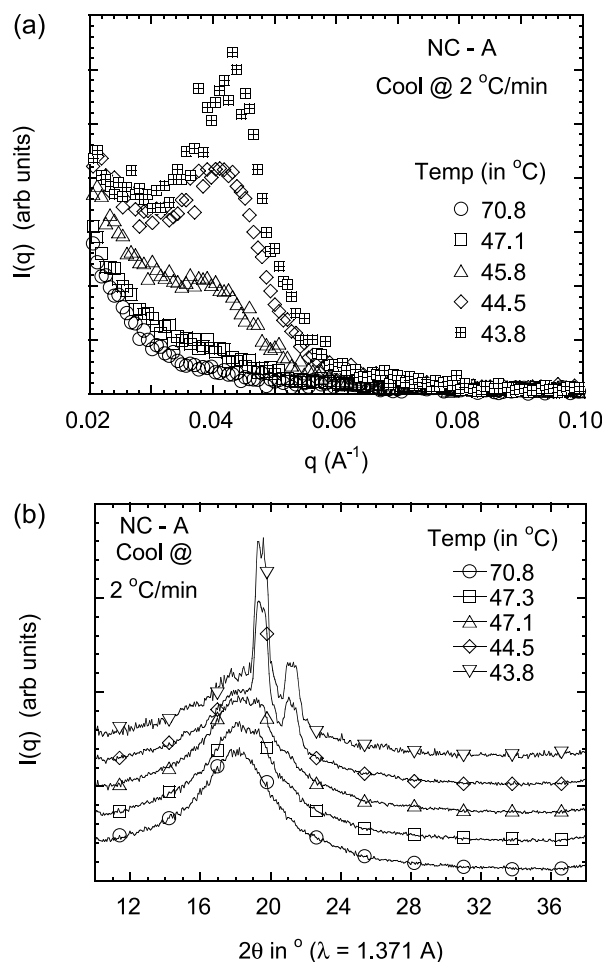 (a)
NC - A
Cool @ 2 °C/min
Temp (in °C)
70.8
47.1
45.8
44.5
43.8
I(q) (arb units)
0.02 0.04 0.06 0.08 0.10
q (A⁻¹)
(b)
NC - A
Cool @
2 °C/min
Temp (in °C)
70.8
47.3
47.1
44.5
43.8
I(q) (arb units)
12 16 20 24 28 32 36
2θ in ° (λ = 1.371 A)